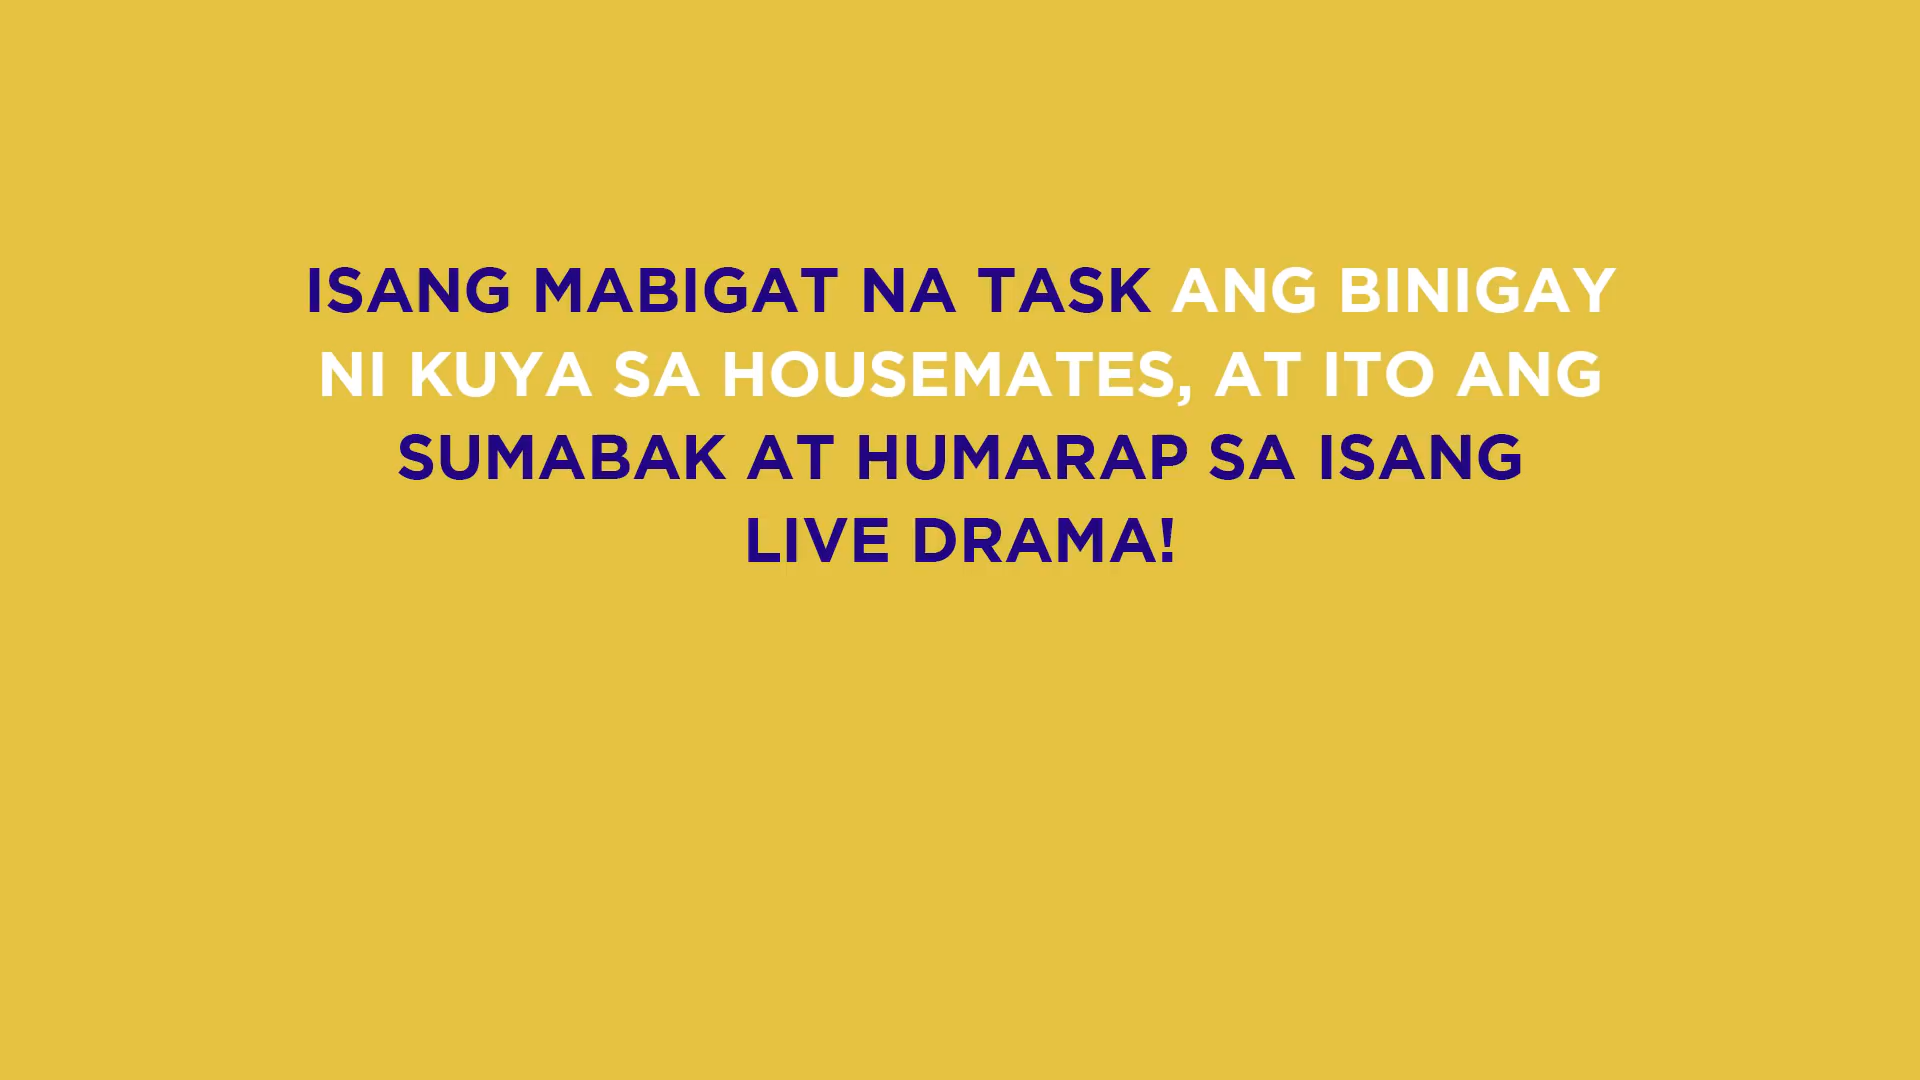 ISANG MABIGAT NA TASK ANG BINIGAY
NI KUYA SA HOUSEMATES, AT ITO ANG
SUMABAK AT HUMARAP SA ISANG
LIVE DRAMA!